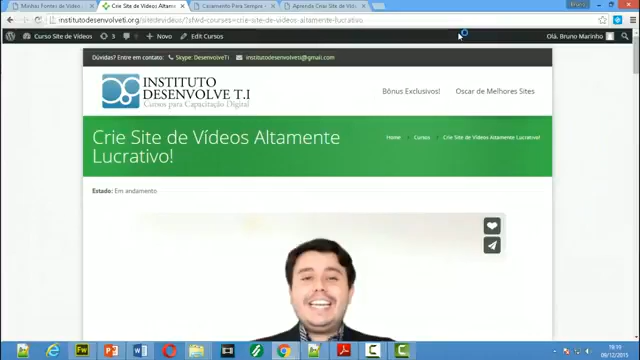 Minhas Fontes de Vídeo
Crie Site de Vídeos Altam
Casamento Para Sempre
Aprenda Criar Site de Víd
Bruno
institutodesenvolveti.org/sitedevideos/?sfwd-courses=crie-site-de-videos-altamente-lucrativo
Curso Site de Vídeos 3 Novo Edit Cursos Olá, Bruno Marinho
Dúvidas? Entre em contato: Skype: DesenvolveTi institutodesenvolveti@gmail.com
INSTITUTO
DESENVOLVE T.I
Cursos para Capacitação Digital
Bônus Exclusivos! Oscar de Melhores Sites
Crie Site de Vídeos Altamente
Lucrativo!
Home Cursos Crie Site de Vídeos Altamente Lucrativo!
Estado: Em andamento
Fw
18:10
09/12/2015